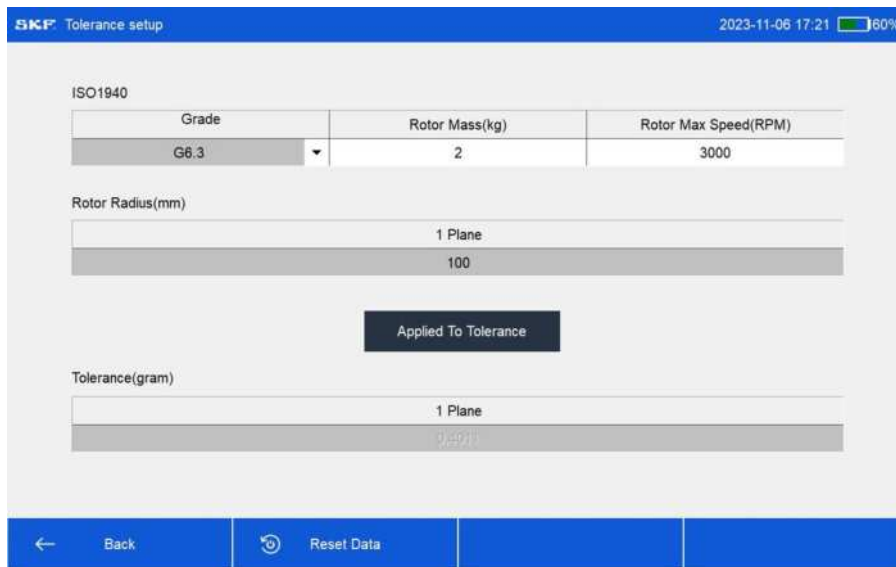 SKF. Tolerance setup 2023-11-06 17:21 60%
ISO1940
Grade Rotor Mass(kg) Rotor Max Speed(RPM)
G6.3 2 3000
Rotor Radius(mm)
1 Plane
100
Applied To Tolerance
Tolerance(gram)
1 Plane
Back Reset Data